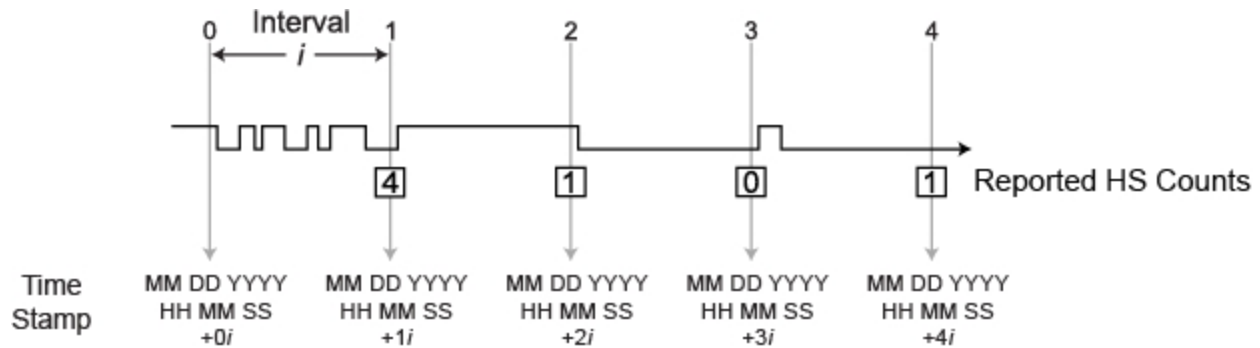 0 Interval 1 2 3 4
i
4 1 0 1 Reported HS Counts
Time Stamp
MM DD YYYY
HH MM SS
+0i
MM DD YYYY
HH MM SS
+1i
MM DD YYYY
HH MM SS
+2i
MM DD YYYY
HH MM SS
+3i
MM DD YYYY
HH MM SS
+4i